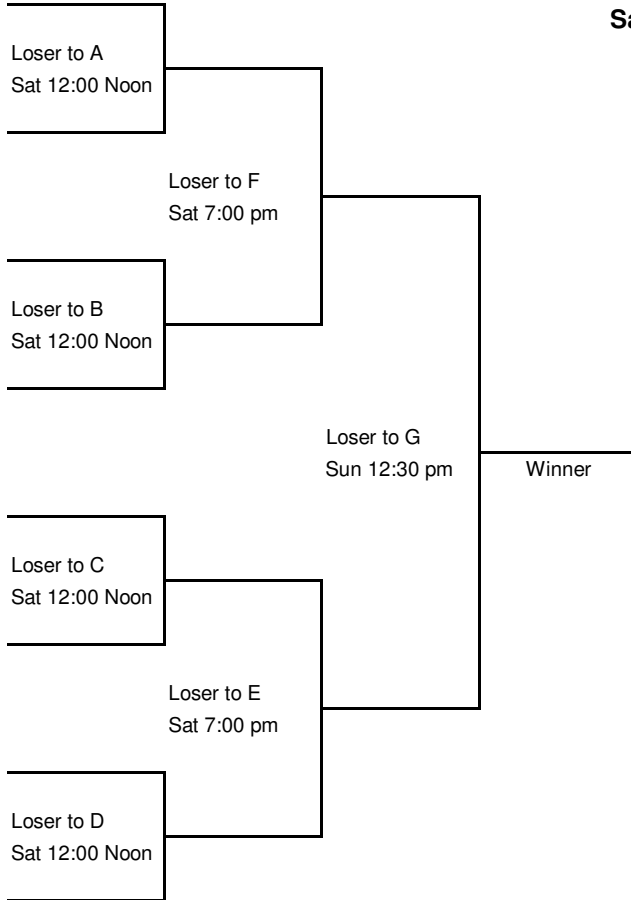 Sa
Loser to A
Sat 12:00 Noon
Loser to F
Sat 7:00 pm
Loser to B
Sat 12:00 Noon
Loser to G
Sun 12:30 pm
Winner
Loser to C
Sat 12:00 Noon
Loser to E
Sat 7:00 pm
Loser to D
Sat 12:00 Noon